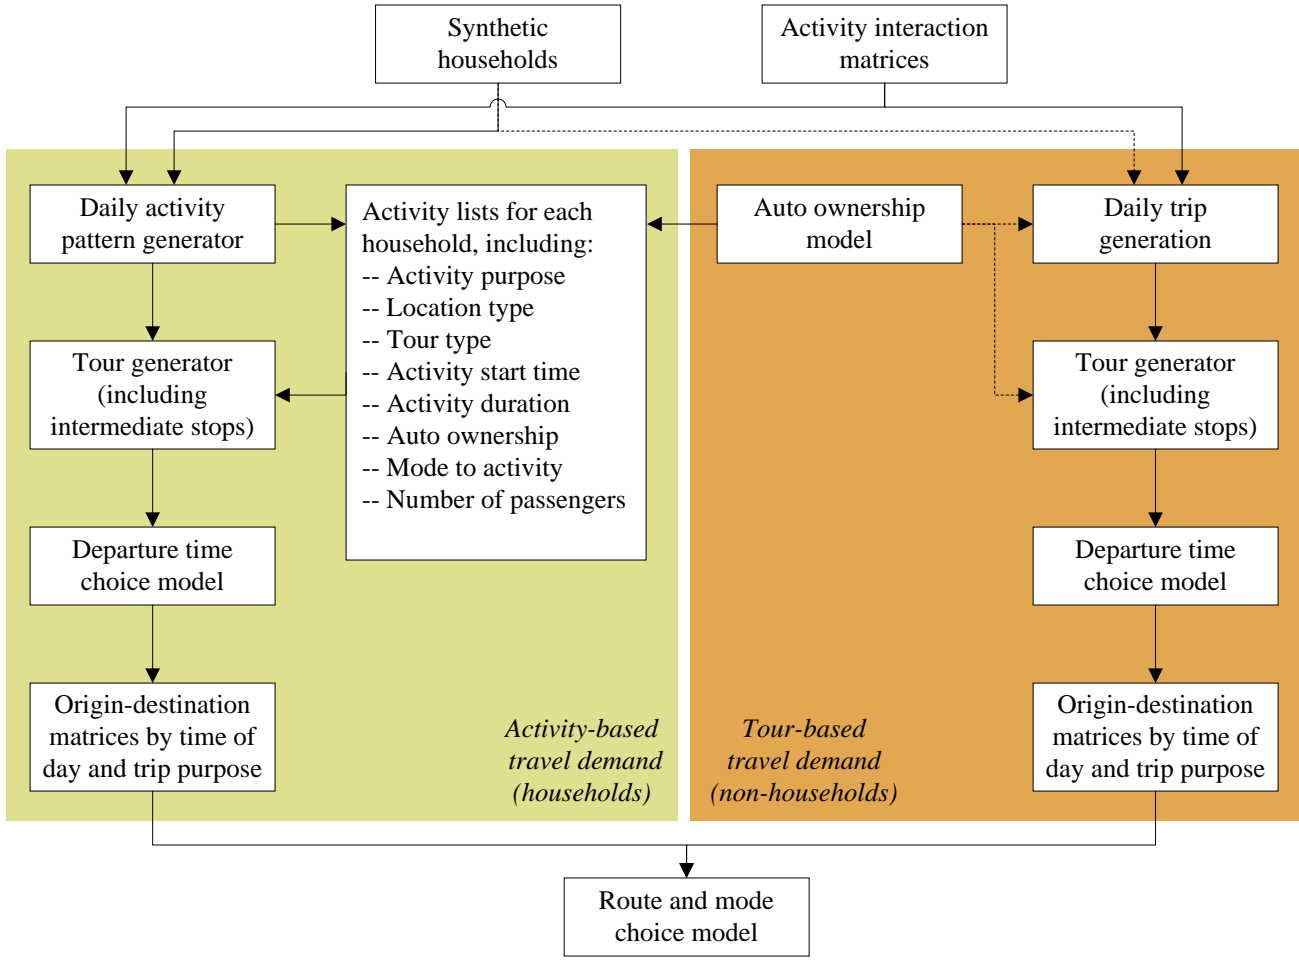 Synthetic
households
Activity interaction
matrices
Daily activity
pattern generator
Activity lists for each
household, including:
-- Activity purpose
-- Location type
-- Tour type
-- Activity start time
-- Activity duration
-- Auto ownership
-- Mode to activity
-- Number of passengers
Auto ownership
model
Daily trip
generation
Tour generator
(including
intermediate stops)
Tour generator
(including
intermediate stops)
Departure time
choice model
Departure time
choice model
Origin-destination
matrices by time of
day and trip purpose
Activity-based
travel demand
(households)
Tour-based
travel demand
(non-households)
Origin-destination
matrices by time of
day and trip purpose
Route and mode
choice model